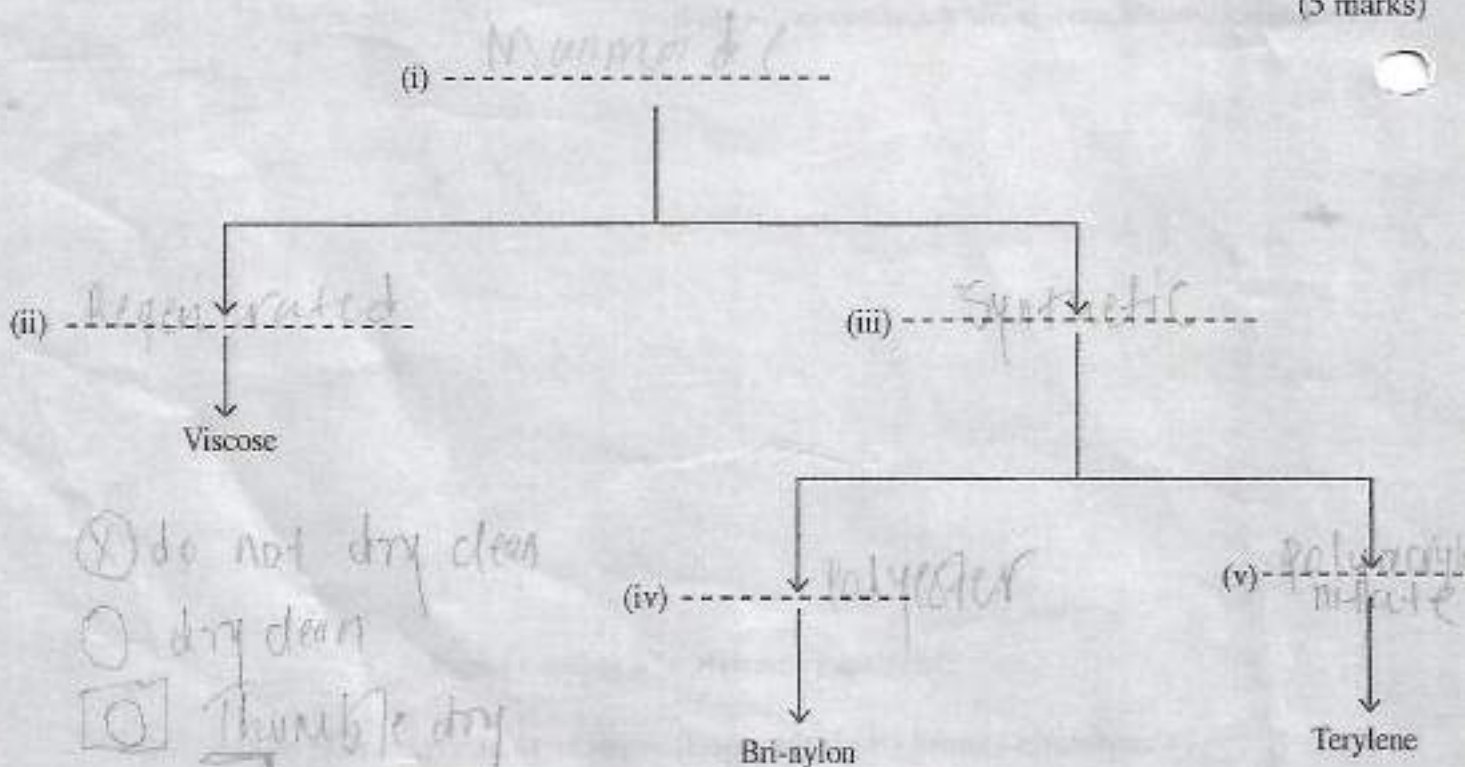 (5 marks)
(i)
(ii) Regenerated
(iii) Synthetic
Viscose
do not dry clean
(iv) Polyester
(v)
dry clean
Thumble dry
Bri-nylon
Terylene